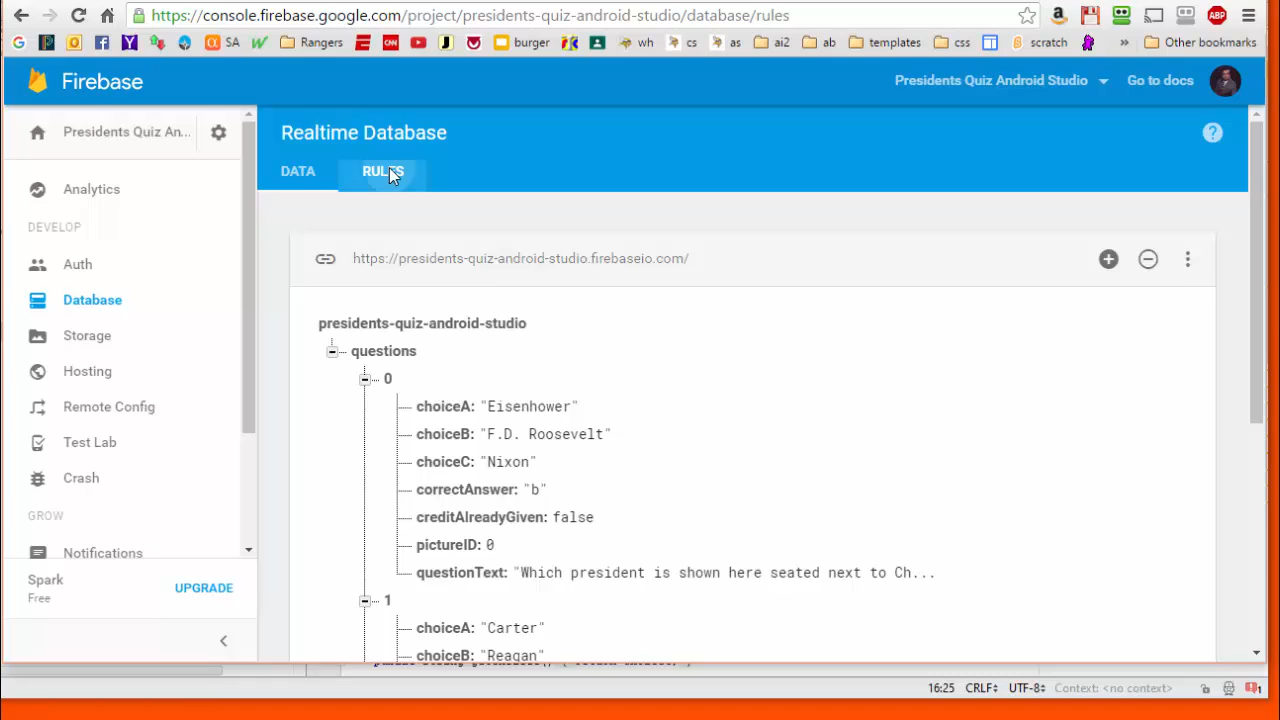 https://console.firebase.google.com/project/presidents-quiz-android-studio/database/rules
SA Rangers CNN burger wh cs as ai2 ab templates css scratch » Other bookmarks
Firebase
Presidents Quiz Android Studio Go to docs
Presidents Quiz An...
Realtime Database
DATA RULES
Analytics
DEVELOP
Auth
Database
Storage
Hosting
Remote Config
Test Lab
Crash
GROW
Notifications
Spark
Free
UPGRADE
https://presidents-quiz-android-studio.firebaseio.com/
presidents-quiz-android-studio
questions
0
choiceA: "Eisenhower"
choiceB: "F.D. Roosevelt"
choiceC: "Nixon"
correctAnswer: "b"
creditAlreadyGiven: false
pictureID: 0
questionText: "Which president is shown here seated next to Ch...
1
choiceA: "Carter"
choiceB: "Reagan"
16:25 CRLF UTF-8 Context: <no context> 1